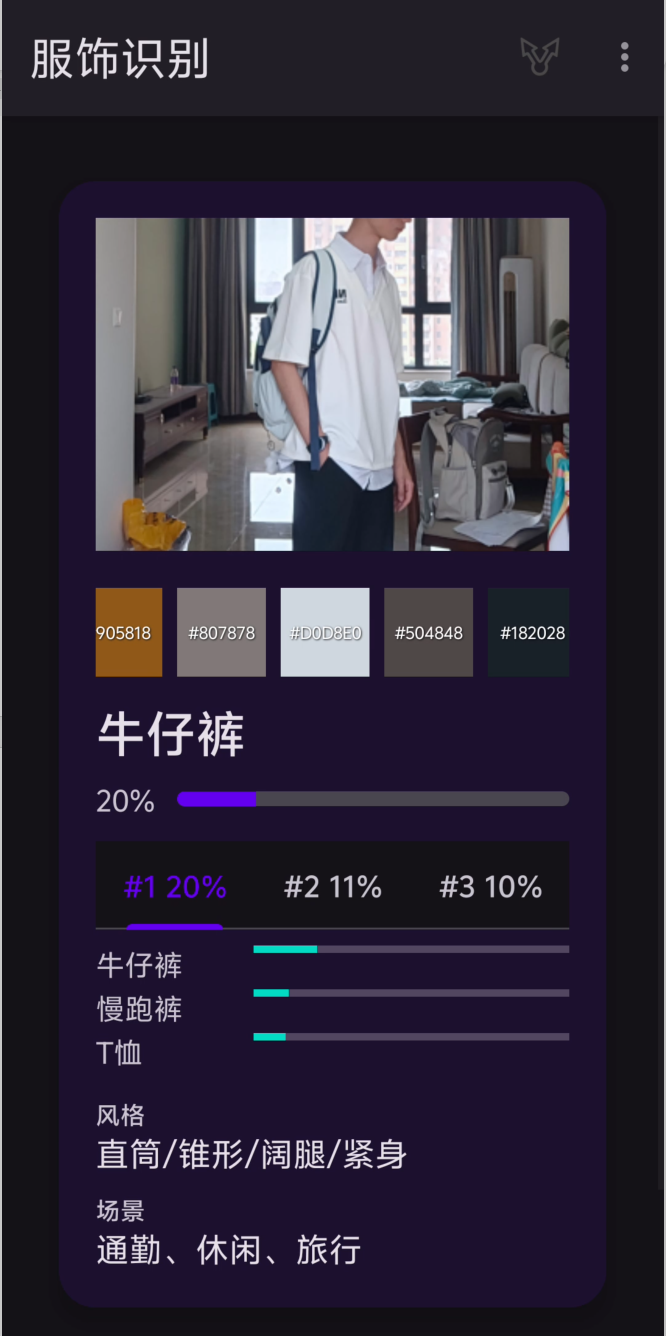 服饰识别
905818
#807878
#D0D8E0
#504848
#182028
牛仔裤
20%
#1 20%
#2 11%
#3 10%
牛仔裤
慢跑裤
T恤
风格
直筒/锥形/阔腿/紧身
场景
通勤、休闲、旅行